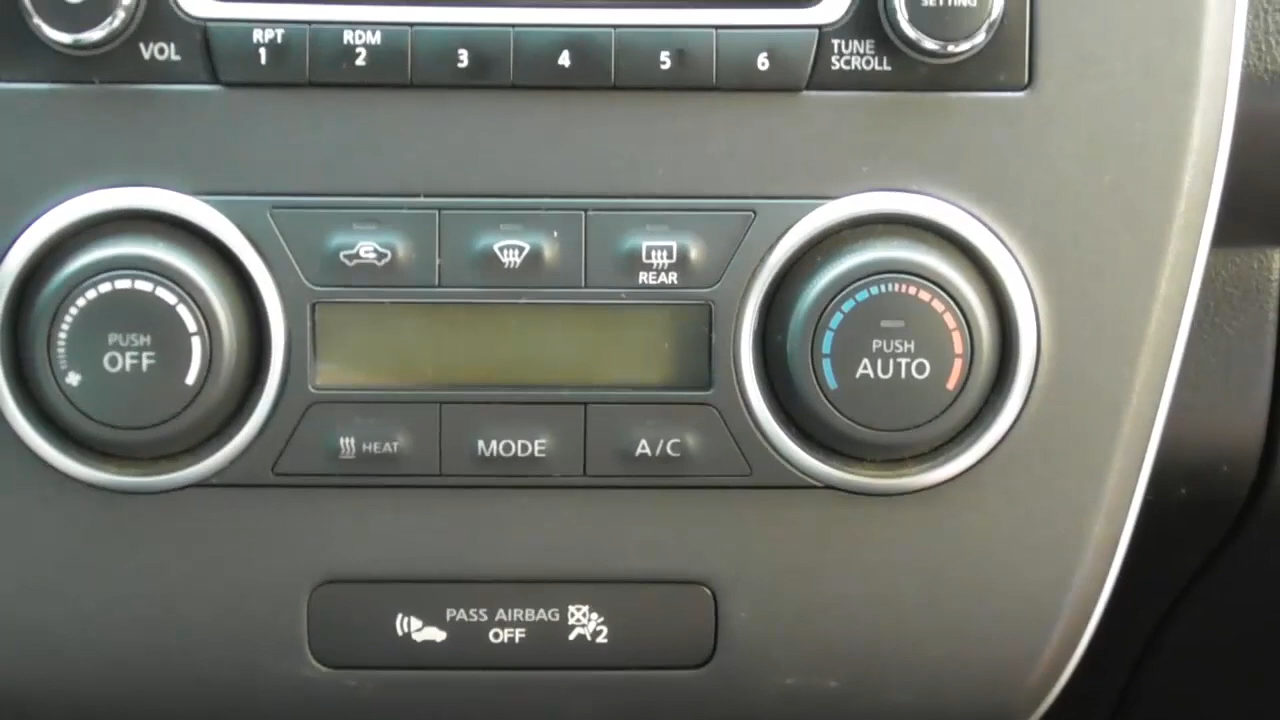 SETTING
VOL
RPT
1
RDM
2
3
4
5
6
TUNE
SCROLL
REAR
PUSH
OFF
PUSH
AUTO
HEAT
MODE
A/C
PASS AIRBAG
OFF
2